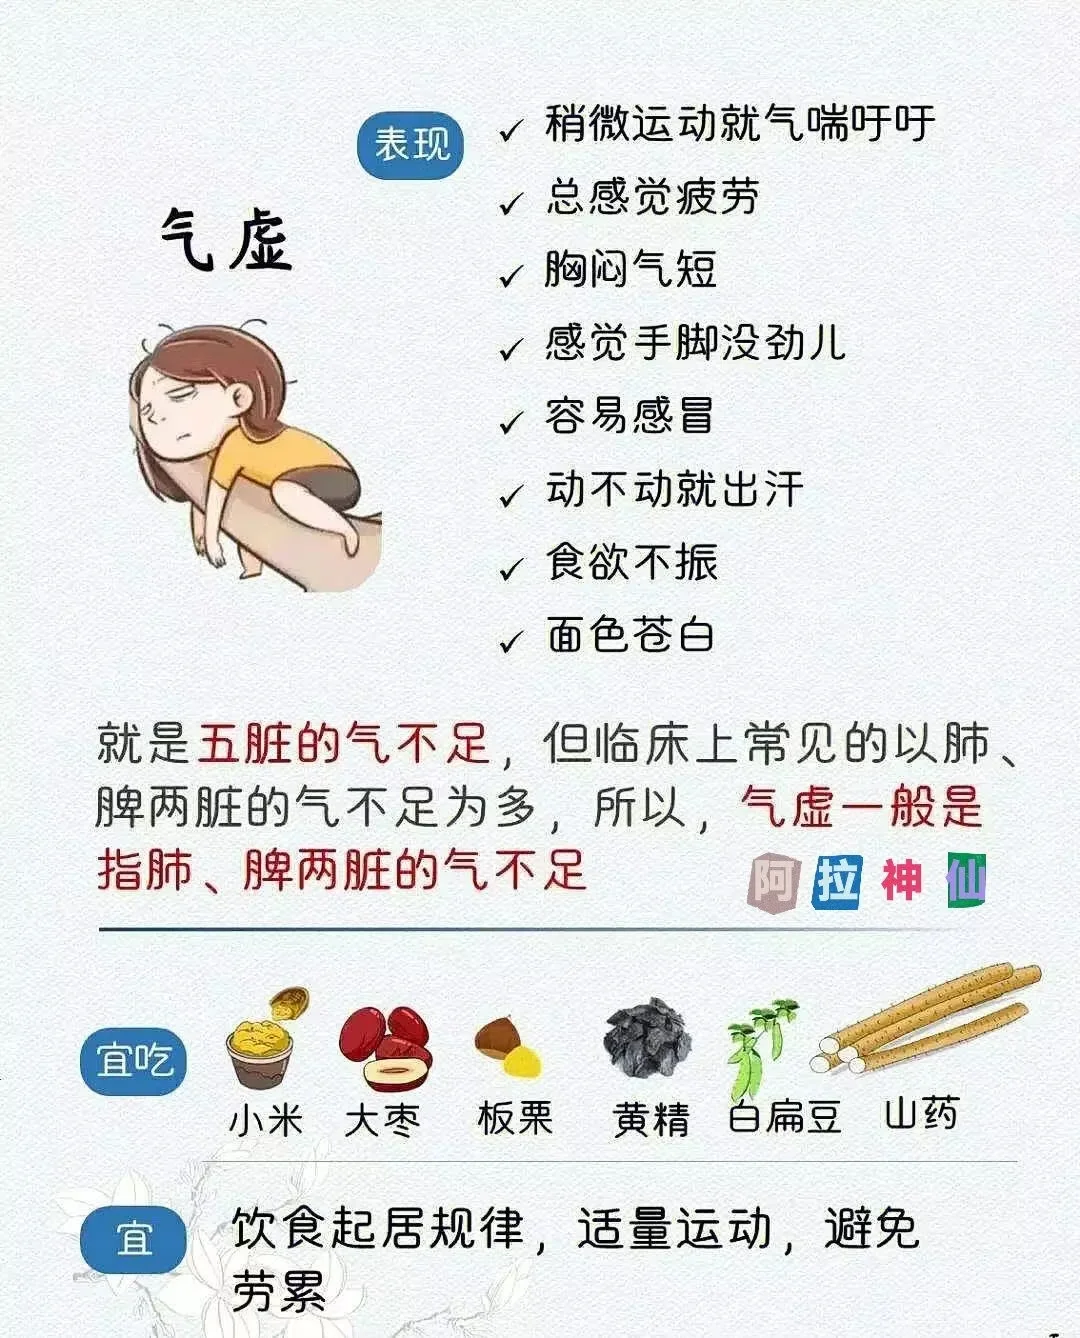 表现
稍微运动就气喘吁吁
总感觉疲劳
气虚
胸闷气短
感觉手脚没劲儿
容易感冒
动不动就出汗
食欲不振
面色苍白
就是五脏的气不足，但临床上常见的以肺、
脾两脏的气不足为多，所以，气虚一般是
指肺、脾两脏的气不足
阿拉神仙
宜吃
小米 大枣 板栗 黄精 白扁豆 山药
宜
饮食起居规律，适量运动，避免
劳累